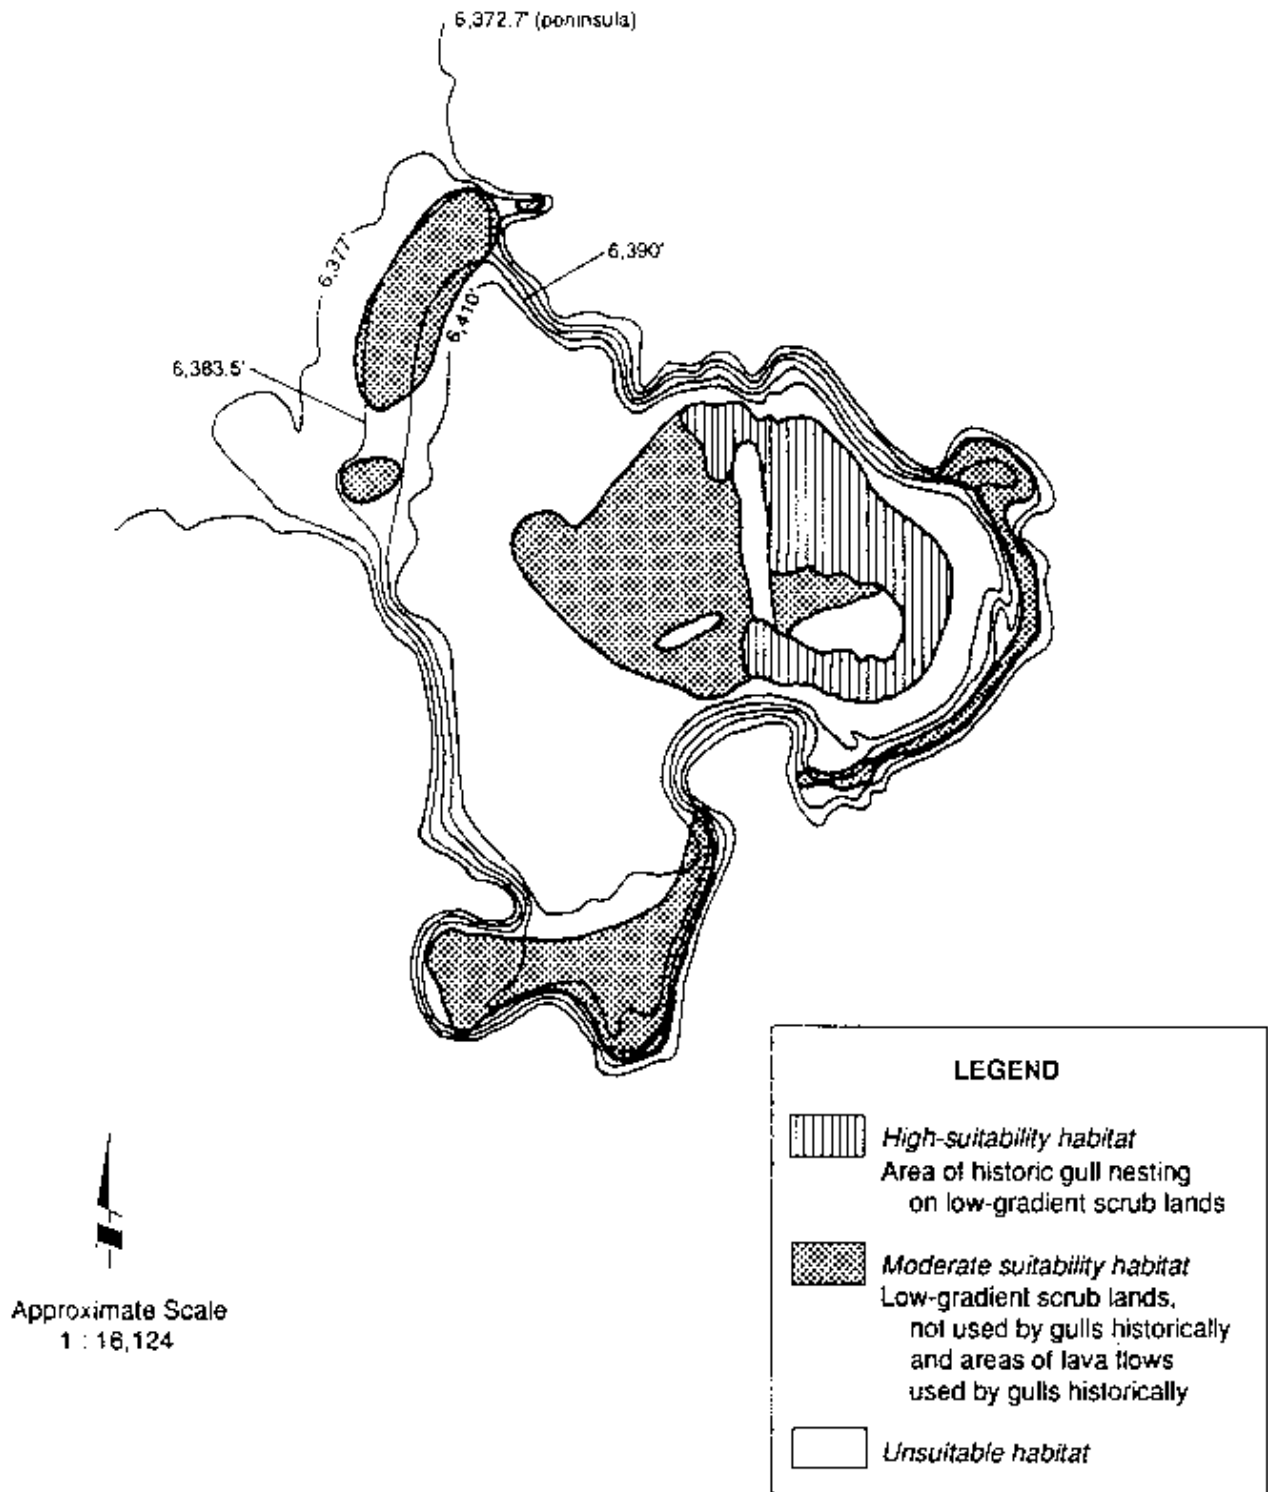 6,372.7' (peninsula)
6,390'
6,377'
6,410'
6,383.5'
LEGEND
High-suitability habitat
Area of historic gull nesting
on low-gradient scrub lands
Moderate suitability habitat
Low-gradient scrub lands,
not used by gulls historically
and areas of lava flows
used by gulls historically
Unsuitable habitat
Approximate Scale
1 : 16,124